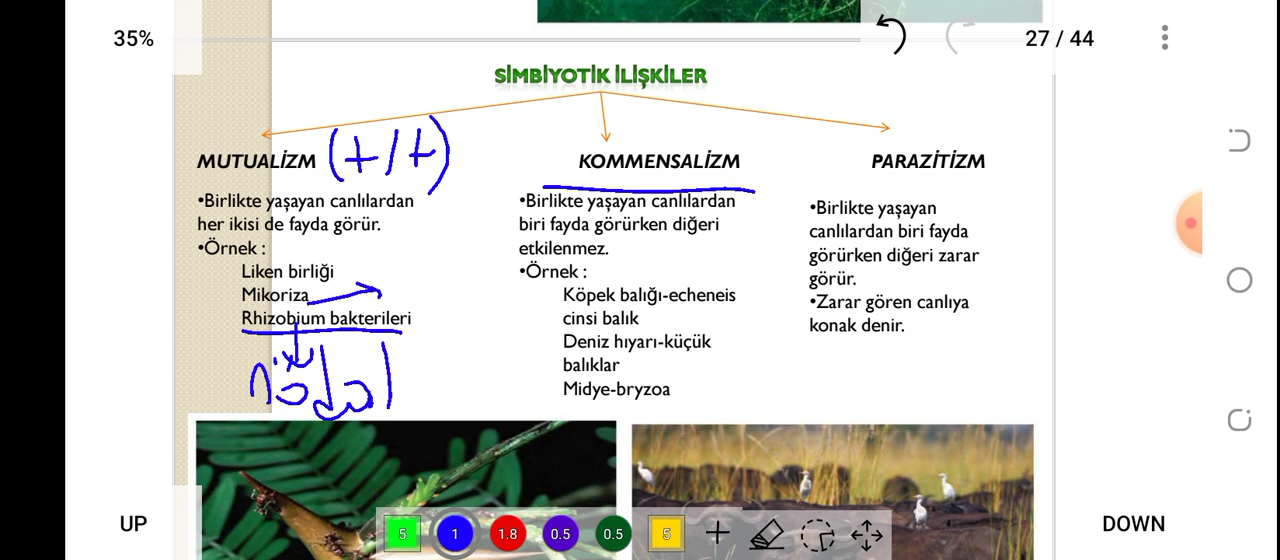 35%
27 / 44
SİMBİYOTİK İLİŞKİLER
MUTUALİZM (+/+)
•Birlikte yaşayan canlılardan
her ikisi de fayda görür.
•Örnek :
Liken birliği
Mikoriza
Rhizobium bakterileri
nodül
KOMMENSALİZM
•Birlikte yaşayan canlılardan
biri fayda görürken diğeri
etkilenmez.
•Örnek :
Köpek balığı-echeneis
cinsi balık
Deniz hıyarı-küçük
balıklar
Midye-bryzoa
PARAZİTİZM
•Birlikte yaşayan
canlılardan biri fayda
görürken diğeri zarar
görür.
•Zarar gören canlıya
konak denir.
UP
5 1 1.8 0.5 0.5 5
DOWN